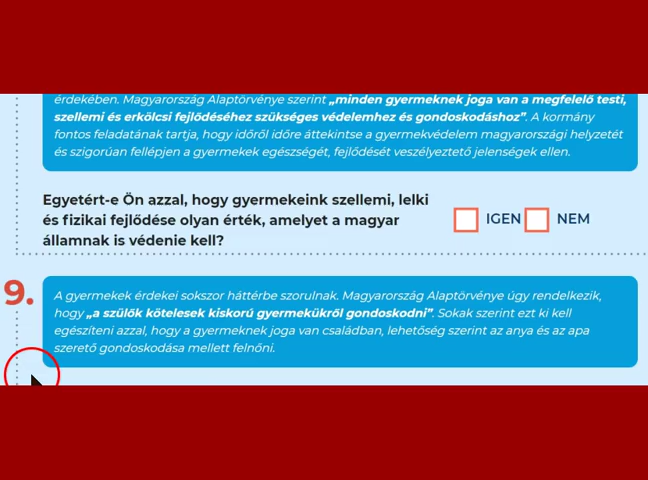 érdekében. Magyarország Alaptörvénye szerint „minden gyermeknek joga van a megfelelő testi,
szellemi és erkölcsi fejlődéséhez szükséges védelemhez és gondoskodáshoz”. A kormány
fontos feladatának tartja, hogy időről időre áttekintse a gyermekvédelem magyarországi helyzetét
és szigorúan fellépjen a gyermekek egészségét, fejlődését veszélyeztető jelenségek ellen.
Egyetért-e Ön azzal, hogy gyermekeink szellemi, lelki
és fizikai fejlődése olyan érték, amelyet a magyar
államnak is védenie kell?
IGEN NEM
9.
A gyermekek érdekei sokszor háttérbe szorulnak. Magyarország Alaptörvénye úgy rendelkezik,
hogy „a szülők kötelesek kiskorú gyermekükről gondoskodni”. Sokak szerint ezt ki kell
egészíteni azzal, hogy a gyermeknek joga van családban, lehetőség szerint az anya és az apa
szerető gondoskodása mellett felnőni.